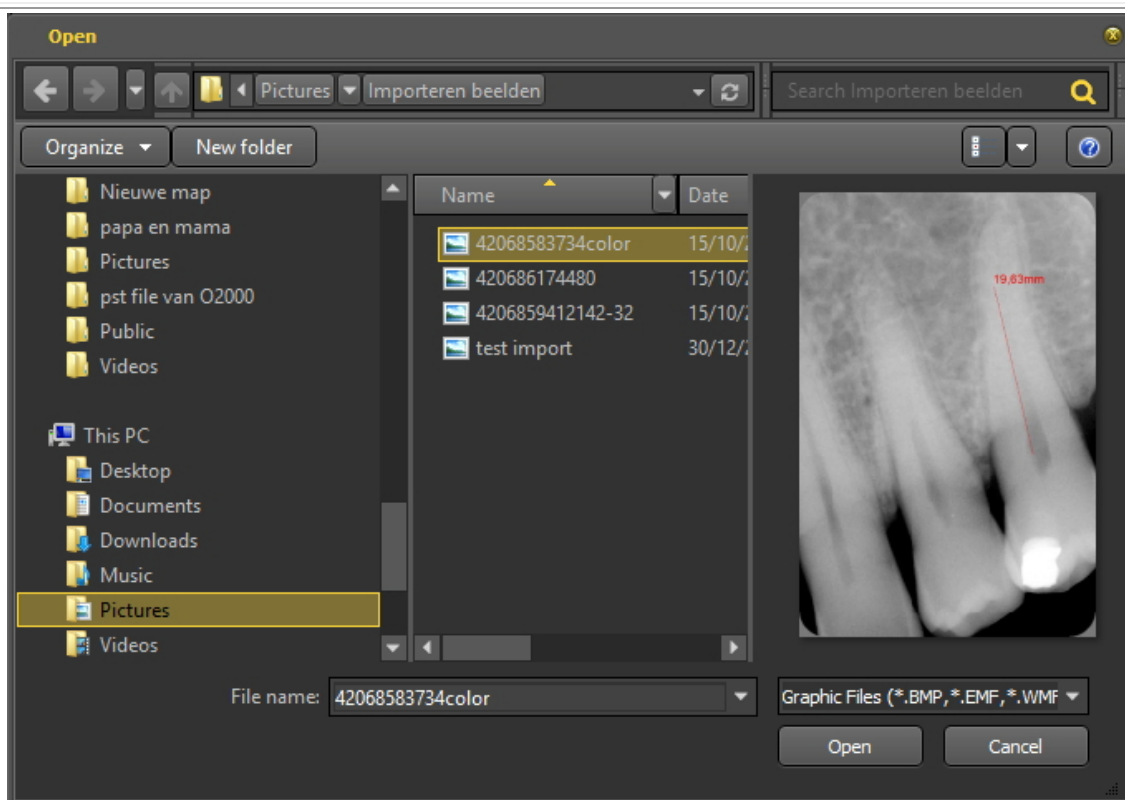 Open
Pictures Importeren beelden
Search Importeren beelden
Organize
New folder
Nieuwe map
papa en mama
Pictures
pst file van O2000
Public
Videos
This PC
Desktop
Documents
Downloads
Music
Pictures
Videos
Name Date
42068583734color 15/10/2
420686174480 15/10/2
4206859412142-32 15/10/2
test import 30/12/2
19,63mm
File name: 42068583734color
Graphic Files (*.BMP,*.EMF,*.WMF
Open
Cancel